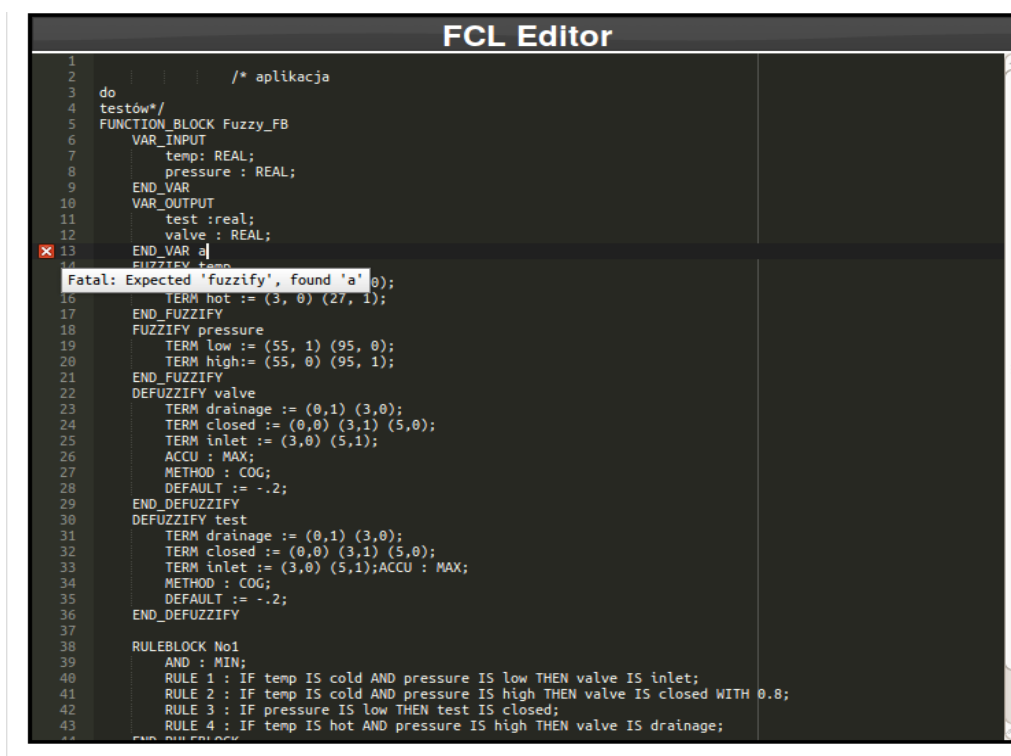 FCL Editor
1
2 /* aplikacja
3 do
4 testów*/
5 FUNCTION_BLOCK Fuzzy_FB
6 VAR_INPUT
7 temp: REAL;
8 pressure : REAL;
9 END_VAR
10 VAR_OUTPUT
11 test :real;
12 valve : REAL;
13 END_VAR a
14 FUZZIFY temp
Fatal: Expected 'fuzzify', found 'a' 0);
16 TERM hot := (3, 0) (27, 1);
17 END_FUZZIFY
18 FUZZIFY pressure
19 TERM low := (55, 1) (95, 0);
20 TERM high:= (55, 0) (95, 1);
21 END_FUZZIFY
22 DEFUZZIFY valve
23 TERM drainage := (0,1) (3,0);
24 TERM closed := (0,0) (3,1) (5,0);
25 TERM inlet := (3,0) (5,1);
26 ACCU : MAX;
27 METHOD : COG;
28 DEFAULT := -.2;
29 END_DEFUZZIFY
30 DEFUZZIFY test
31 TERM drainage := (0,1) (3,0);
32 TERM closed := (0,0) (3,1) (5,0);
33 TERM inlet := (3,0) (5,1);ACCU : MAX;
34 METHOD : COG;
35 DEFAULT := -.2;
36 END_DEFUZZIFY
37
38 RULEBLOCK No1
39 AND : MIN;
40 RULE 1 : IF temp IS cold AND pressure IS low THEN valve IS inlet;
41 RULE 2 : IF temp IS cold AND pressure IS high THEN valve IS closed WITH 0.8;
42 RULE 3 : IF pressure IS low THEN test IS closed;
43 RULE 4 : IF temp IS hot AND pressure IS high THEN valve IS drainage;
44 END_RULEBLOCK